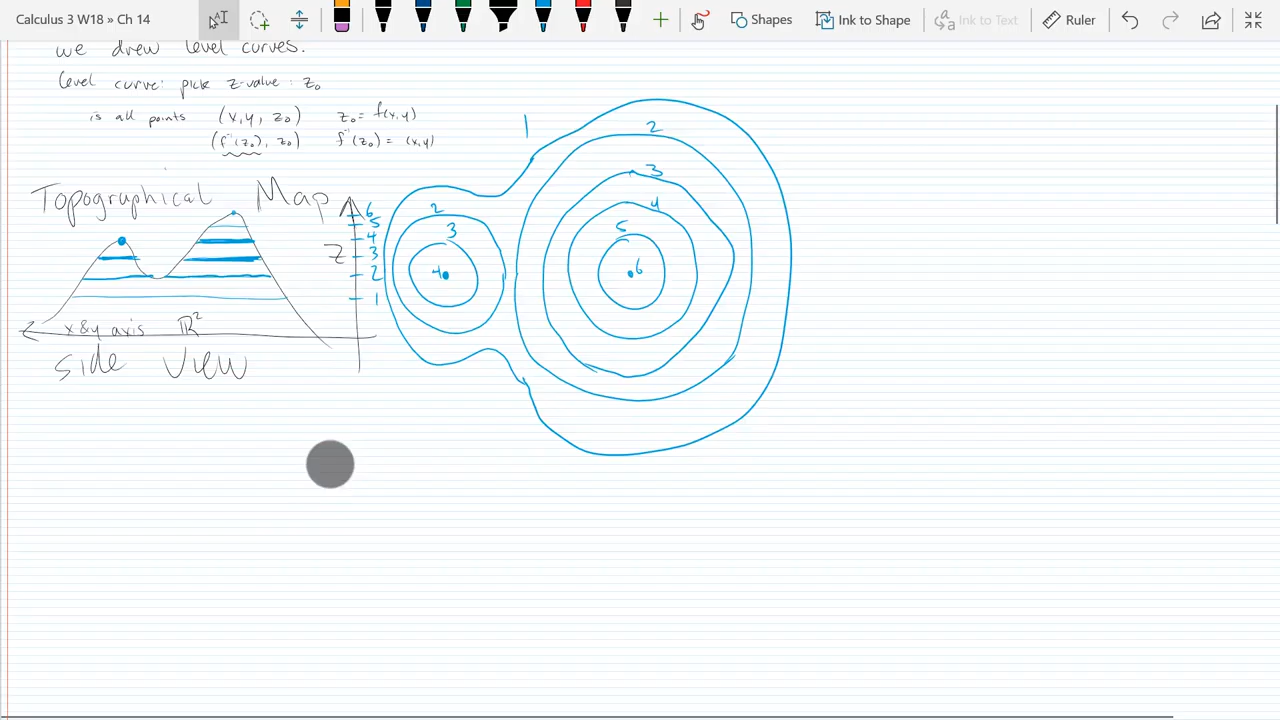 Calculus 3 W18 » Ch 14
Shapes
Ink to Shape
Ink to Text
Ruler
we drew level curves.
level curve: pick z-value : z₀
is all points (x, y, z₀) z₀ = f(x,y)
(f⁻¹(z₀), z₀) f⁻¹(z₀) = (x,y)
Topographical Map
6
5
4
3
2
1
Z
x & y axis ℝ²
side view
1
2
3
4
5
6
2
3
4